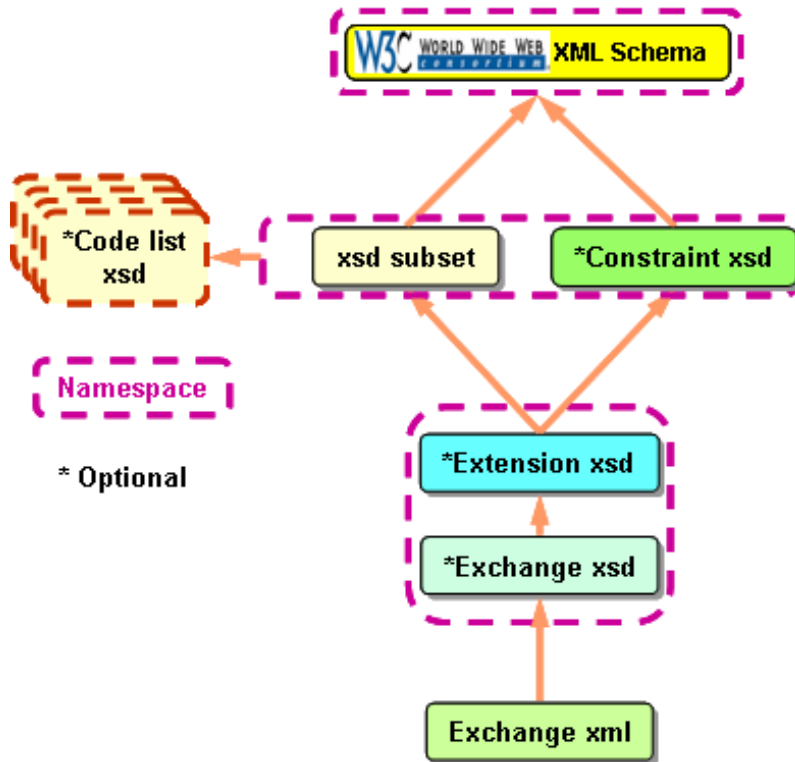 W3C WORLD WIDE WEB consortium XML Schema
*Code list
xsd
xsd subset
*Constraint xsd
Namespace
* Optional
*Extension xsd
*Exchange xsd
Exchange xml